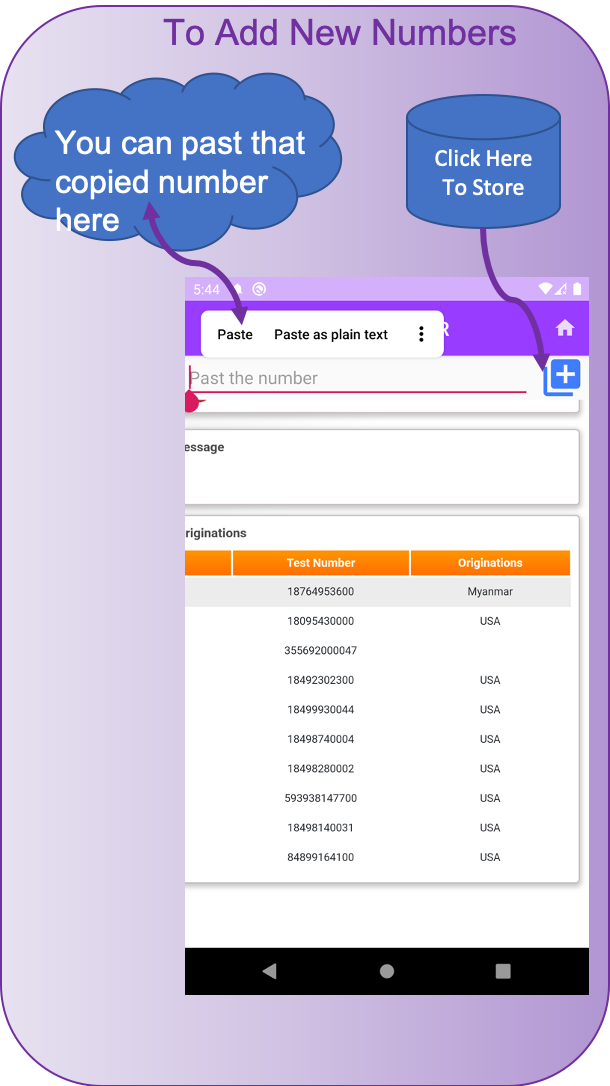 To Add New Numbers
You can past that
copied number
here
Click Here
To Store
5:44
R
Paste
Paste as plain text
Past the number
essage
riginations
Test Number
Originations
18764953600
Myanmar
18095430000
USA
355692000047
18492302300
USA
18499930044
USA
18498740004
USA
18498280002
USA
593938147700
USA
18498140031
USA
84899164100
USA